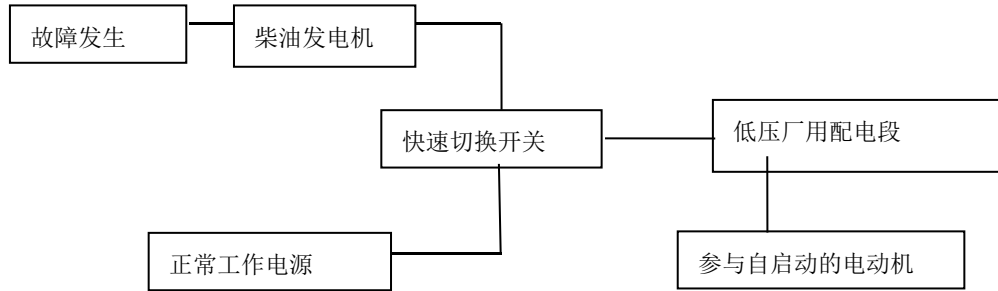 故障发生
柴油发电机
快速切换开关
低压厂用配电段
正常工作电源
参与自启动的电动机